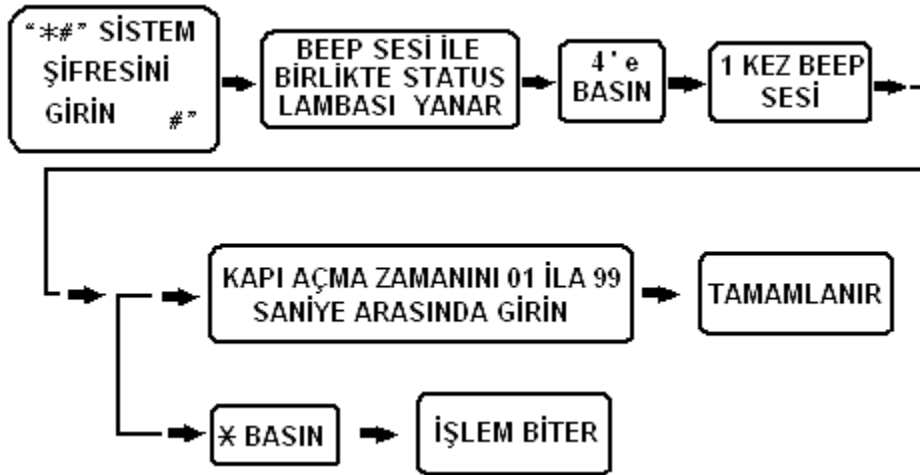 “*#” SİSTEM
ŞİFRESİNİ
GİRİN #”
BEEP SESİ İLE
BİRLİKTE STATUS
LAMBASI YANAR
4' e
BASIN
1 KEZ BEEP
SESİ
KAPI AÇMA ZAMANINI 01 İLA 99
SANİYE ARASINDA GİRİN
TAMAMLANIR
* BASIN
İŞLEM BİTER